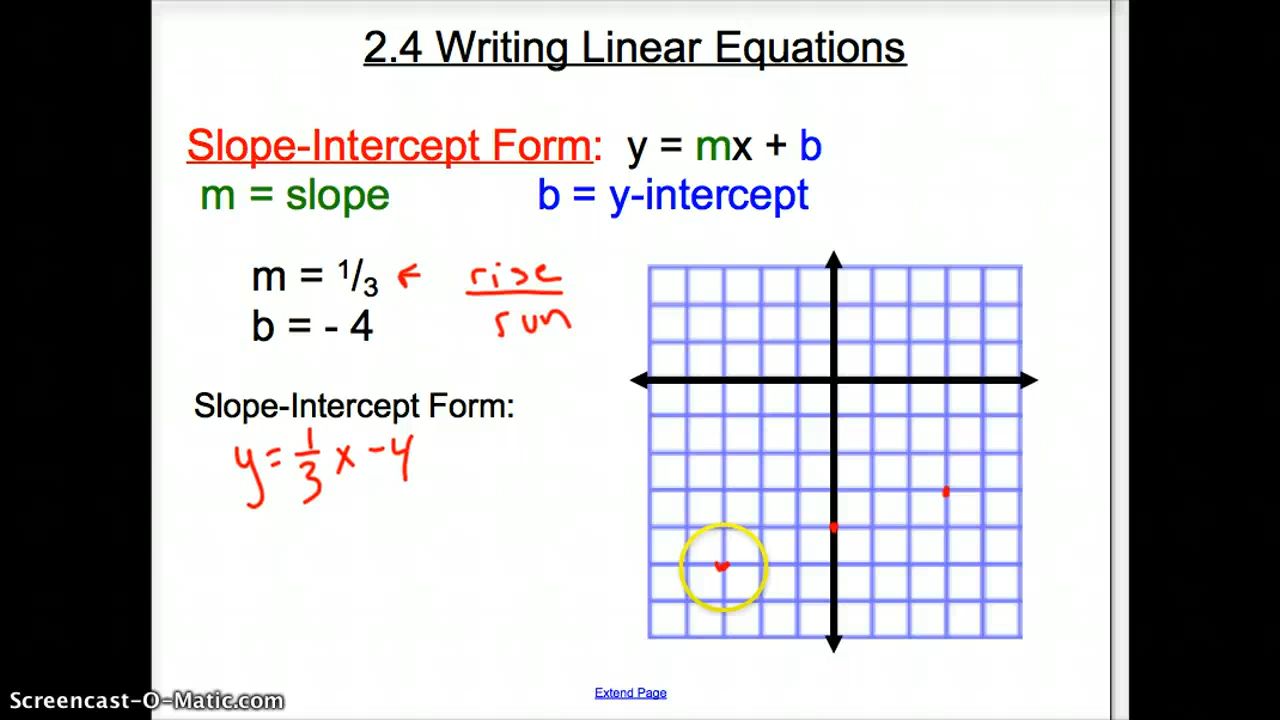 2.4 Writing Linear Equations
Slope-Intercept Form: y = mx + b
m = slope b = y-intercept
m = 1/3 ← rise
b = - 4 run
Slope-Intercept Form:
y = 1/3 x - 4
Extend Page
Screencast-O-Matic.com